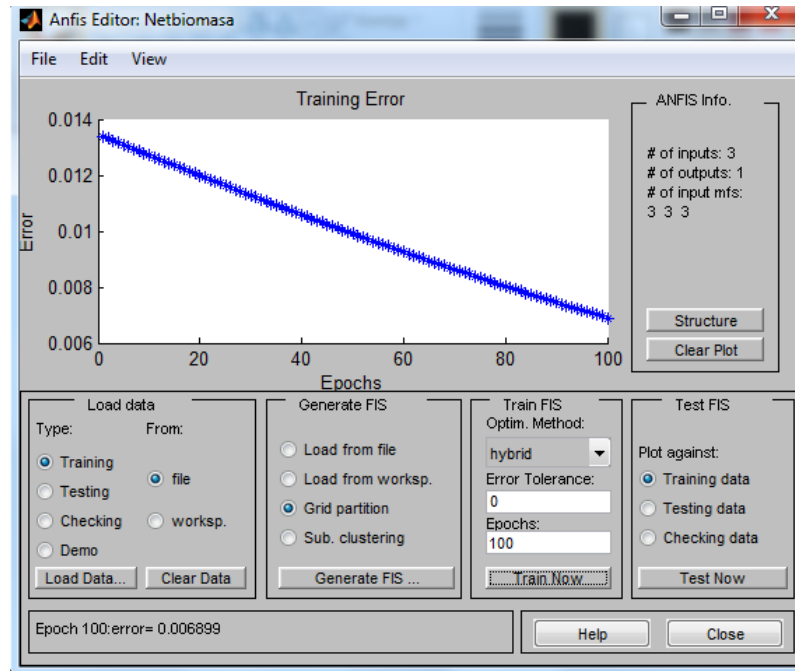 Anfis Editor: Netbiomasa
File Edit View
Training Error
0.014
0.012
0.01
0.008
0.006
Error
0 20 40 60 80 100
Epochs
ANFIS Info.
# of inputs: 3
# of outputs: 1
# of input mfs:
3 3 3
Structure
Clear Plot
Load data
Type: From:
Training
Testing
Checking
Demo
file
worksp.
Load Data... Clear Data
Generate FIS
Load from file
Load from worksp.
Grid partition
Sub. clustering
Generate FIS ...
Train FIS
Optim. Method:
hybrid
Error Tolerance:
0
Epochs:
100
Train Now
Test FIS
Plot against:
Training data
Testing data
Checking data
Test Now
Epoch 100:error= 0.006899
Help Close